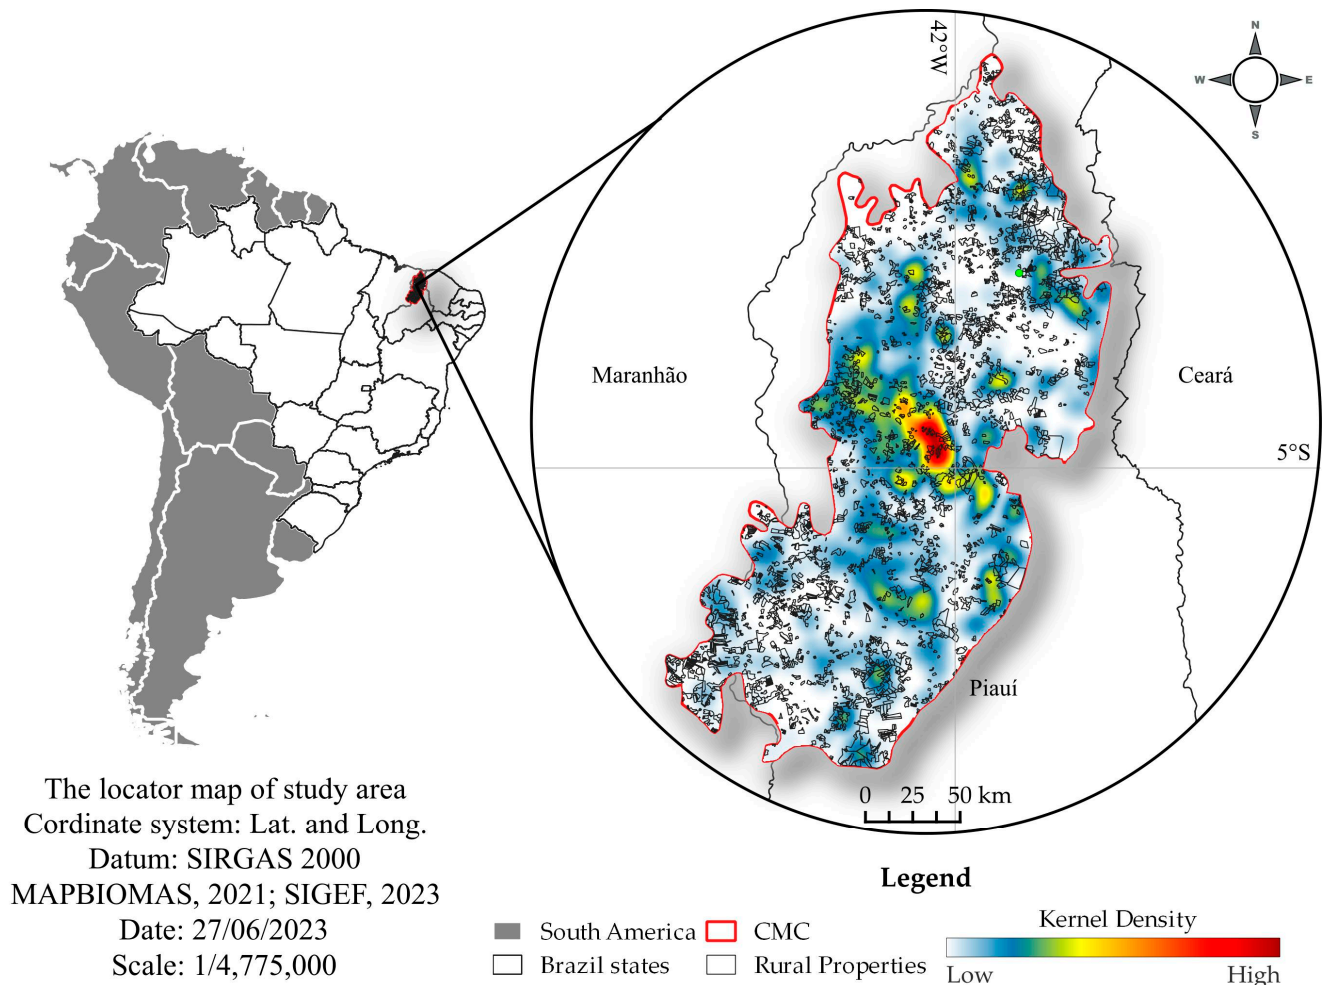 N
W
E
S
42°W
Maranhão
Ceará
5°S
Piauí
0 25 50 km
The locator map of study area
Cordinate system: Lat. and Long.
Datum: SIRGAS 2000
MAPBIOMAS, 2021; SIGEF, 2023
Date: 27/06/2023
Scale: 1/4,775,000
Legend
South America
CMC
Brazil states
Rural Properties
Kernel Density
Low
High